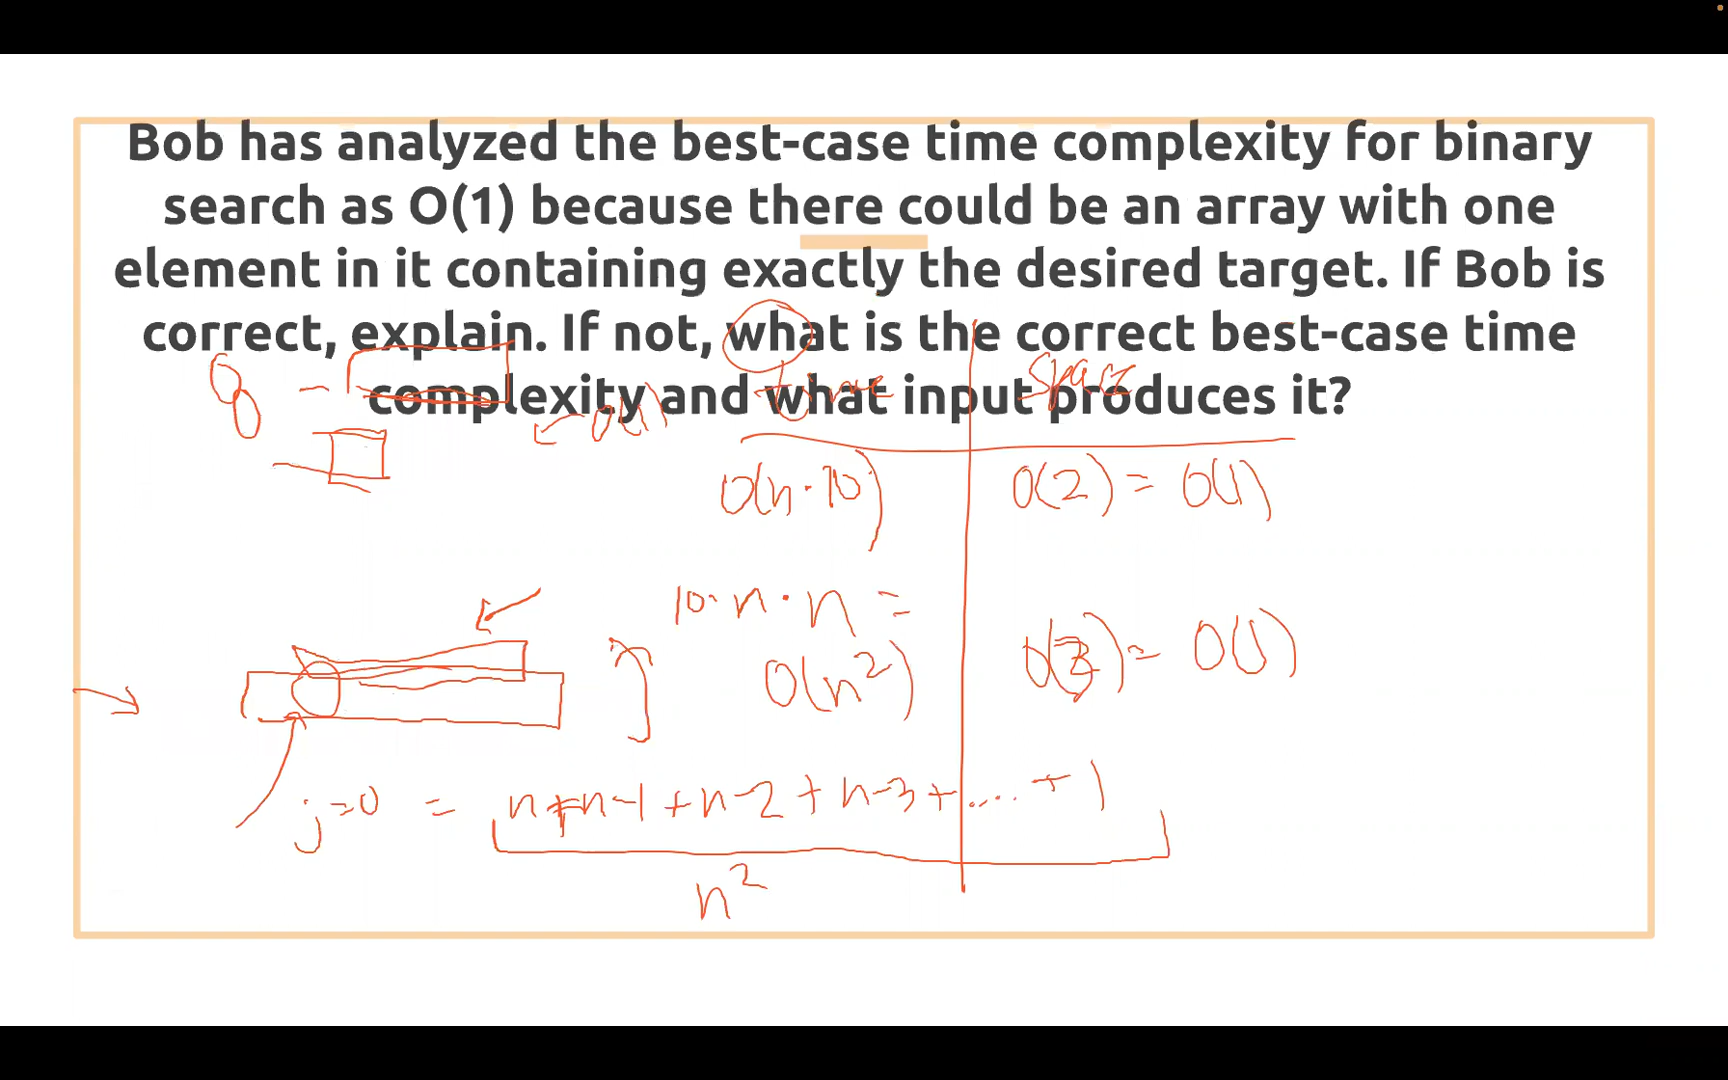 Bob has analyzed the best-case time complexity for binary
search as O(1) because there could be an array with one
element in it containing exactly the desired target. If Bob is
correct, explain. If not, what is the correct best-case time
complexity and what input produces it?
time space
O(1)
O(n·10) O(2) = O(1)
10·n·n =
O(n²) = O(1)
j=0 = n+n-1+n-2+n-3+....+1
n²